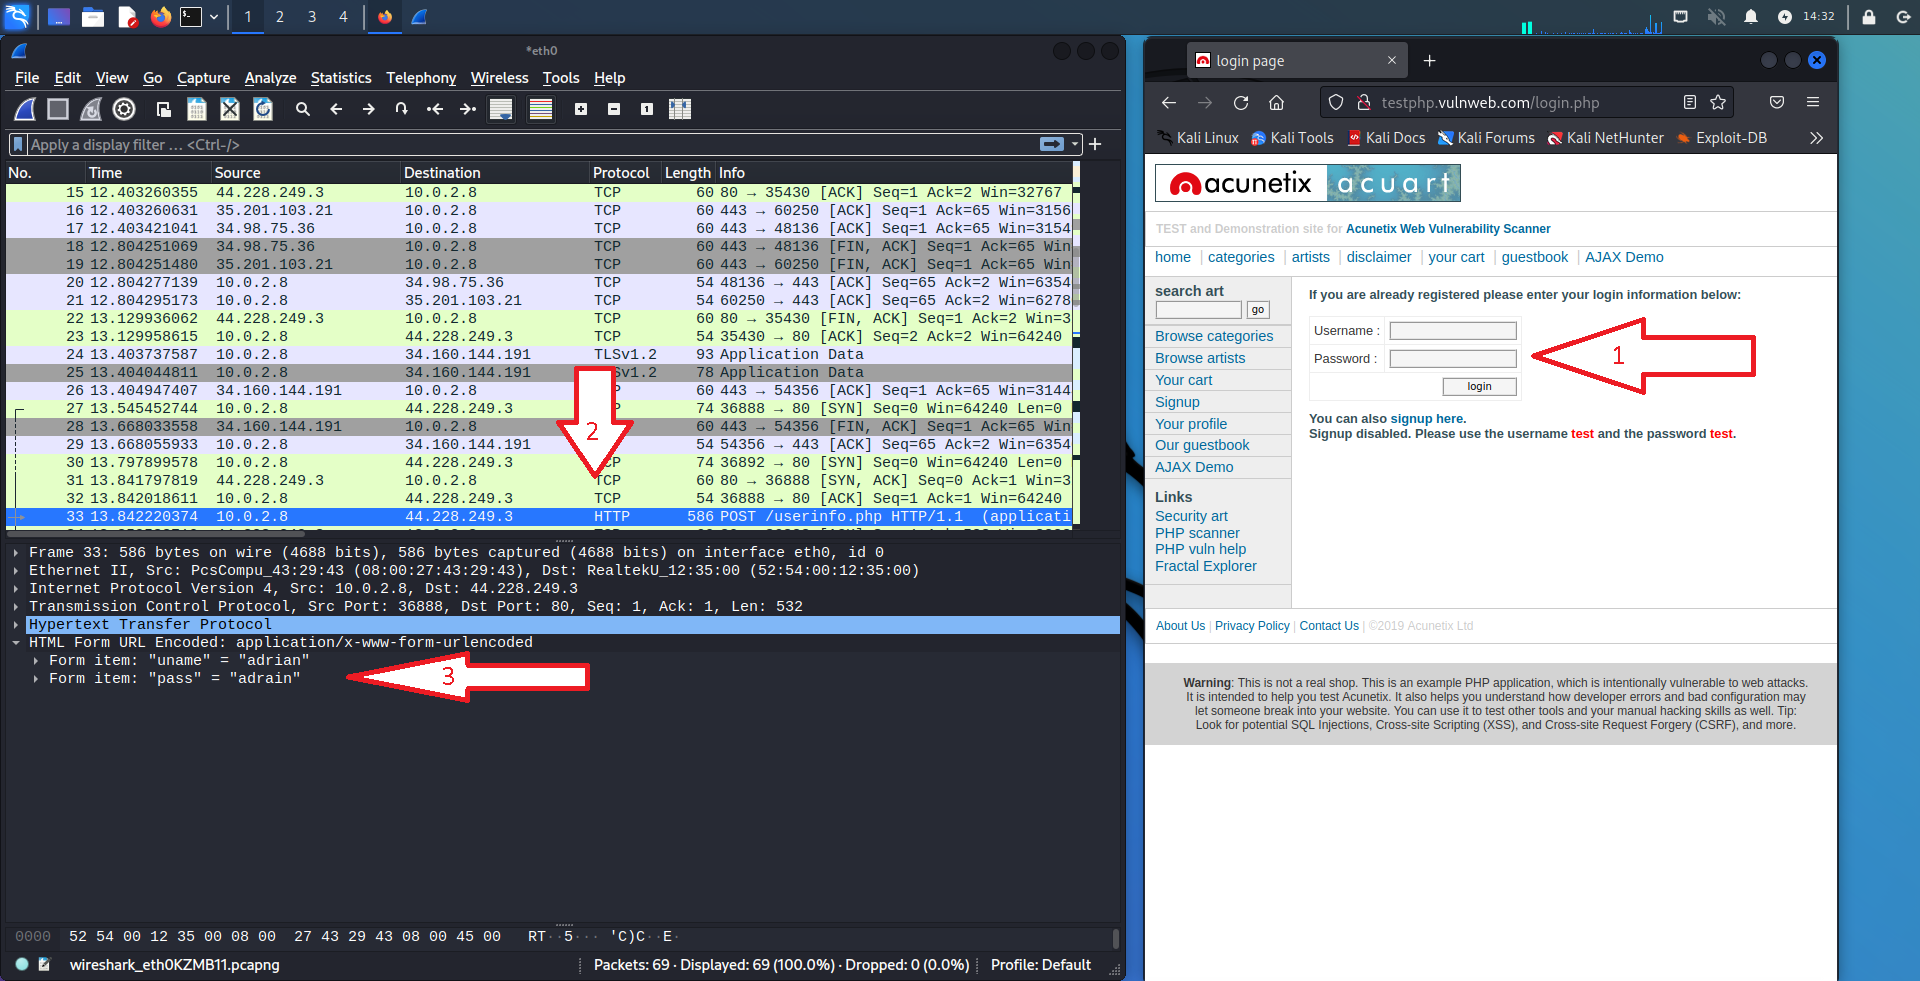 1 2 3 4 14:32
*eth0
File Edit View Go Capture Analyze Statistics Telephony Wireless Tools Help
Apply a display filter ... <Ctrl-/>
No. Time Source Destination Protocol Length Info
15 12.403260355 44.228.249.3 10.0.2.8 TCP 60 80 → 35430 [ACK] Seq=1 Ack=2 Win=32767
16 12.403260631 35.201.103.21 10.0.2.8 TCP 60 443 → 60250 [ACK] Seq=1 Ack=65 Win=3156
17 12.403421041 34.98.75.36 10.0.2.8 TCP 60 443 → 48136 [ACK] Seq=1 Ack=65 Win=3154
18 12.804251069 34.98.75.36 10.0.2.8 TCP 60 443 → 48136 [FIN, ACK] Seq=1 Ack=65 Win
19 12.804251480 35.201.103.21 10.0.2.8 TCP 60 443 → 60250 [FIN, ACK] Seq=1 Ack=65 Win
20 12.804277139 10.0.2.8 34.98.75.36 TCP 54 48136 → 443 [ACK] Seq=65 Ack=2 Win=6354
21 12.804295173 10.0.2.8 35.201.103.21 TCP 54 60250 → 443 [ACK] Seq=65 Ack=2 Win=6278
22 13.129936062 44.228.249.3 10.0.2.8 TCP 60 80 → 35430 [FIN, ACK] Seq=1 Ack=2 Win=3
23 13.129958615 10.0.2.8 44.228.249.3 TCP 54 35430 → 80 [ACK] Seq=2 Ack=2 Win=64240
24 13.403737587 10.0.2.8 34.160.144.191 TLSv1.2 93 Application Data
25 13.404044811 10.0.2.8 34.160.144.191 sv1.2 78 Application Data
26 13.404947407 34.160.144.191 10.0.2.8 P 60 443 → 54356 [ACK] Seq=1 Ack=65 Win=3144
27 13.545452744 10.0.2.8 44.228.249.3 P 74 36888 → 80 [SYN] Seq=0 Win=64240 Len=0
28 13.668033558 34.160.144.191 10.0.2.8 60 443 → 54356 [FIN, ACK] Seq=1 Ack=65 Win
29 13.668055933 10.0.2.8 34.160.144.191 54 54356 → 443 [ACK] Seq=65 Ack=2 Win=6354
30 13.797899578 10.0.2.8 44.228.249.3 CP 74 36892 → 80 [SYN] Seq=0 Win=64240 Len=0
31 13.841797819 44.228.249.3 10.0.2.8 TCP 60 80 → 36888 [SYN, ACK] Seq=0 Ack=1 Win=3
32 13.842018611 10.0.2.8 44.228.249.3 TCP 54 36888 → 80 [ACK] Seq=1 Ack=1 Win=64240
33 13.842220374 10.0.2.8 44.228.249.3 HTTP 586 POST /userinfo.php HTTP/1.1 (applicati
2
Frame 33: 586 bytes on wire (4688 bits), 586 bytes captured (4688 bits) on interface eth0, id 0
Ethernet II, Src: PcsCompu_43:29:43 (08:00:27:43:29:43), Dst: RealtekU_12:35:00 (52:54:00:12:35:00)
Internet Protocol Version 4, Src: 10.0.2.8, Dst: 44.228.249.3
Transmission Control Protocol, Src Port: 36888, Dst Port: 80, Seq: 1, Ack: 1, Len: 532
Hypertext Transfer Protocol
HTML Form URL Encoded: application/x-www-form-urlencoded
Form item: "uname" = "adrian"
Form item: "pass" = "adrain"
3
0000 52 54 00 12 35 00 08 00 27 43 29 43 08 00 45 00 RT··5··· 'C)C··E·
wireshark_eth0KZMB11.pcapng Packets: 69 · Displayed: 69 (100.0%) · Dropped: 0 (0.0%) Profile: Default
login page
testphp.vulnweb.com/login.php
Kali Linux Kali Tools Kali Docs Kali Forums Kali NetHunter Exploit-DB
acunetix acuart
TEST and Demonstration site for Acunetix Web Vulnerability Scanner
home | categories | artists | disclaimer | your cart | guestbook | AJAX Demo
search art
go
Browse categories
Browse artists
Your cart
Signup
Your profile
Our guestbook
AJAX Demo
Links
Security art
PHP scanner
PHP vuln help
Fractal Explorer
If you are already registered please enter your login information below:
Username :
Password :
login
1
You can also signup here.
Signup disabled. Please use the username test and the password test.
About Us | Privacy Policy | Contact Us | ©2019 Acunetix Ltd
Warning: This is not a real shop. This is an example PHP application, which is intentionally vulnerable to web attacks.
It is intended to help you test Acunetix. It also helps you understand how developer errors and bad configuration may
let someone break into your website. You can use it to test other tools and your manual hacking skills as well. Tip:
Look for potential SQL Injections, Cross-site Scripting (XSS), and Cross-site Request Forgery (CSRF), and more.